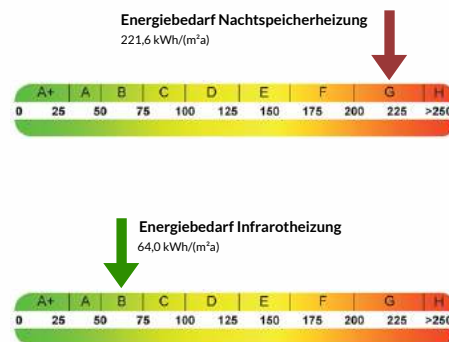 Energiebedarf Nachtspeicherheizung
221,6 kWh/(m²a)
A+ A B C D E F G H
0 25 50 75 100 125 150 175 200 225 >250
Energiebedarf Infrarotheizung
64,0 kWh/(m²a)
A+ A B C D E F G H
0 25 50 75 100 125 150 175 200 225 >250